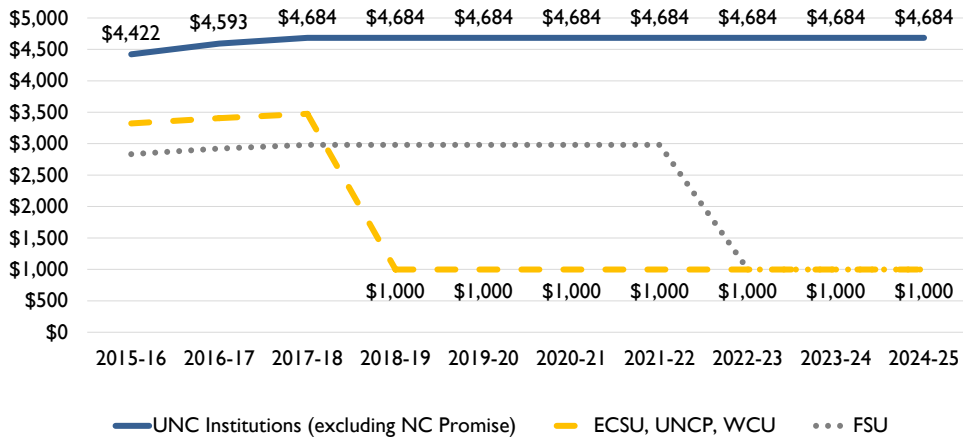 $5,000
$4,422 $4,593 $4,684 $4,684 $4,684 $4,684 $4,684 $4,684 $4,684 $4,684
$4,500
$4,000
$3,500
$3,000
$2,500
$2,000
$1,500
$1,000
$1,000 $1,000 $1,000 $1,000 $1,000 $1,000 $1,000
$500
$0
2015-16 2016-17 2017-18 2018-19 2019-20 2020-21 2021-22 2022-23 2023-24 2024-25
UNC Institutions (excluding NC Promise) ECSU, UNCP, WCU FSU